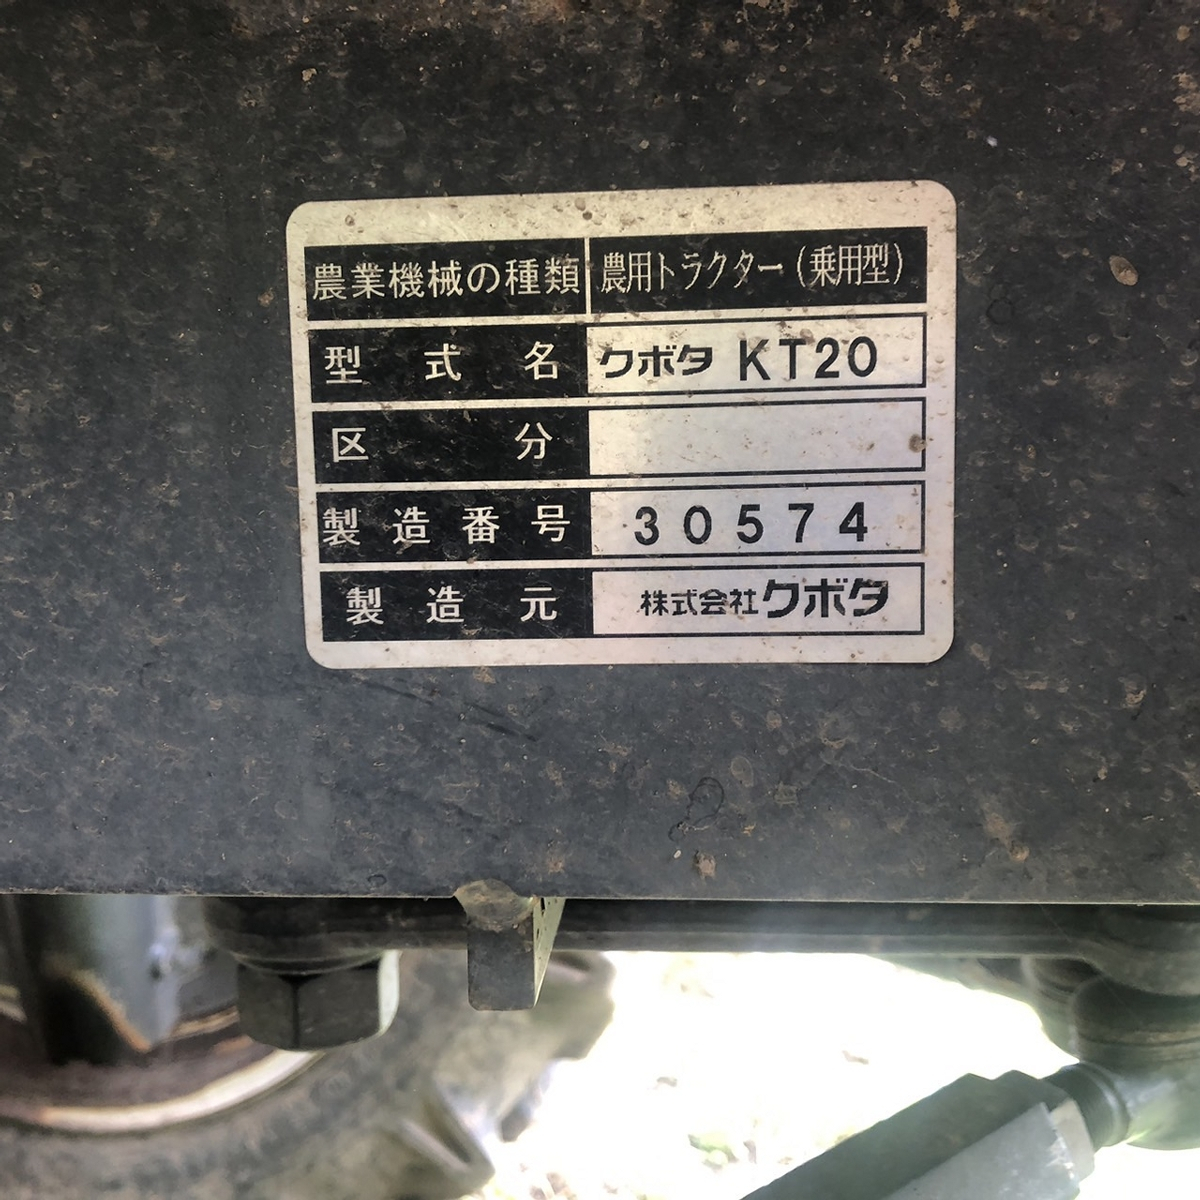 農業機械の種類 農用トラクター(乗用型)
型式名 クボタ KT20
区分
製造番号 30574
製造元 株式会社クボタ